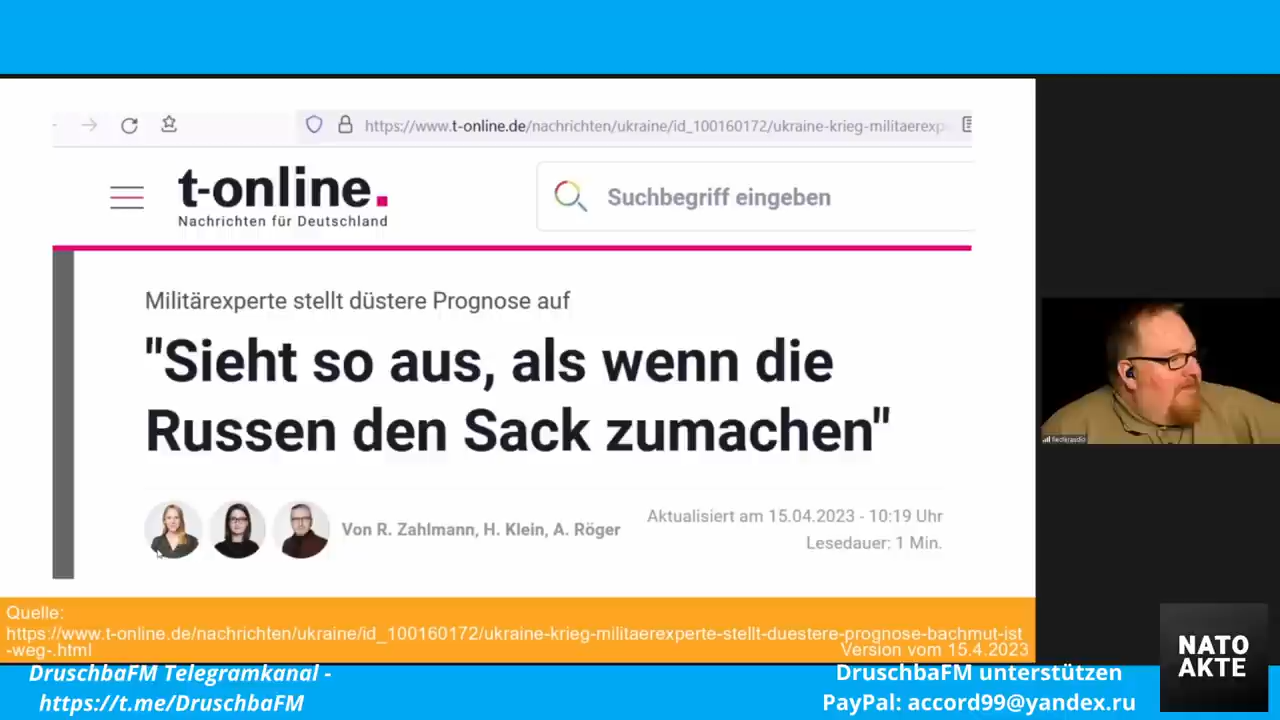 https://www.t-online.de/nachrichten/ukraine/id_100160172/ukraine-krieg-militaerexp
t-online.
Nachrichten für Deutschland
Suchbegriff eingeben
Militärexperte stellt düstere Prognose auf
"Sieht so aus, als wenn die
Russen den Sack zumachen"
Von R. Zahlmann, H. Klein, A. Röger
Aktualisiert am 15.04.2023 - 10:19 Uhr
Lesedauer: 1 Min.
Quelle:
https://www.t-online.de/nachrichten/ukraine/id_100160172/ukraine-krieg-militaerexperte-stellt-duestere-prognose-bachmut-ist
-weg-.html
Version vom 15.4.2023
DruschbaFM Telegramkanal -
https://t.me/DruschbaFM
DruschbaFM unterstützen
PayPal: accord99@yandex.ru
NATO
AKTE